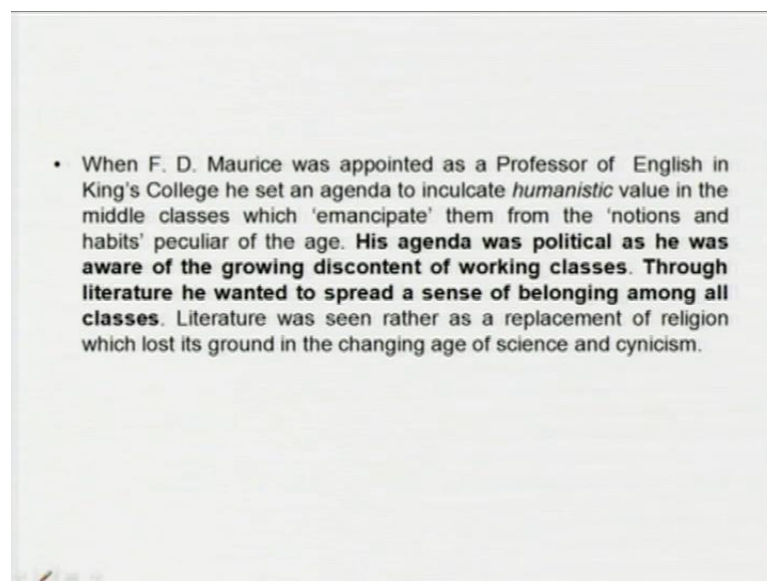 • When F. D. Maurice was appointed as a Professor of English in
King's College he set an agenda to inculcate humanistic value in the
middle classes which 'emancipate' them from the 'notions and
habits' peculiar of the age. His agenda was political as he was
aware of the growing discontent of working classes. Through
literature he wanted to spread a sense of belonging among all
classes. Literature was seen rather as a replacement of religion
which lost its ground in the changing age of science and cynicism.